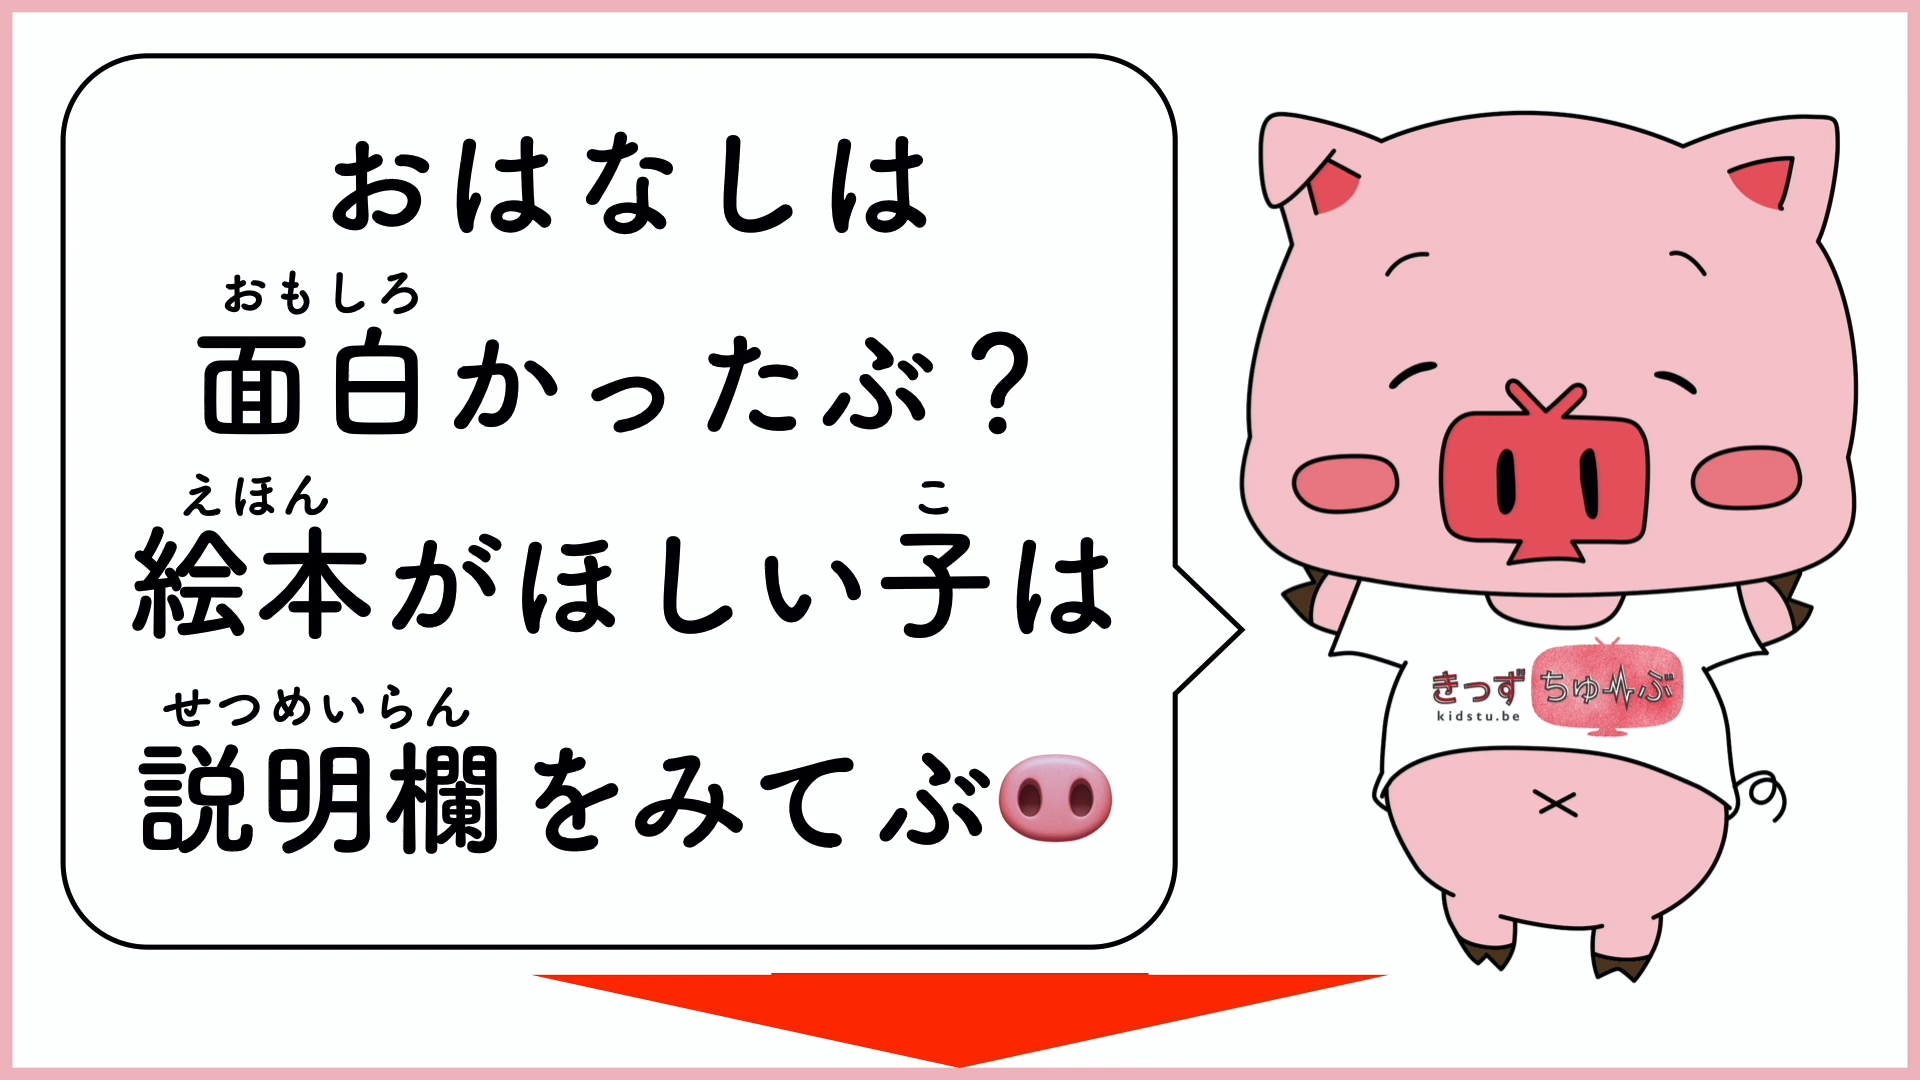 おはなしは
おもしろ
面白かったぶ？
えほん こ
絵本がほしい子は
せつめいらん
説明欄をみてぶ🐽
きっず ちゅーぶ
kidstu.be